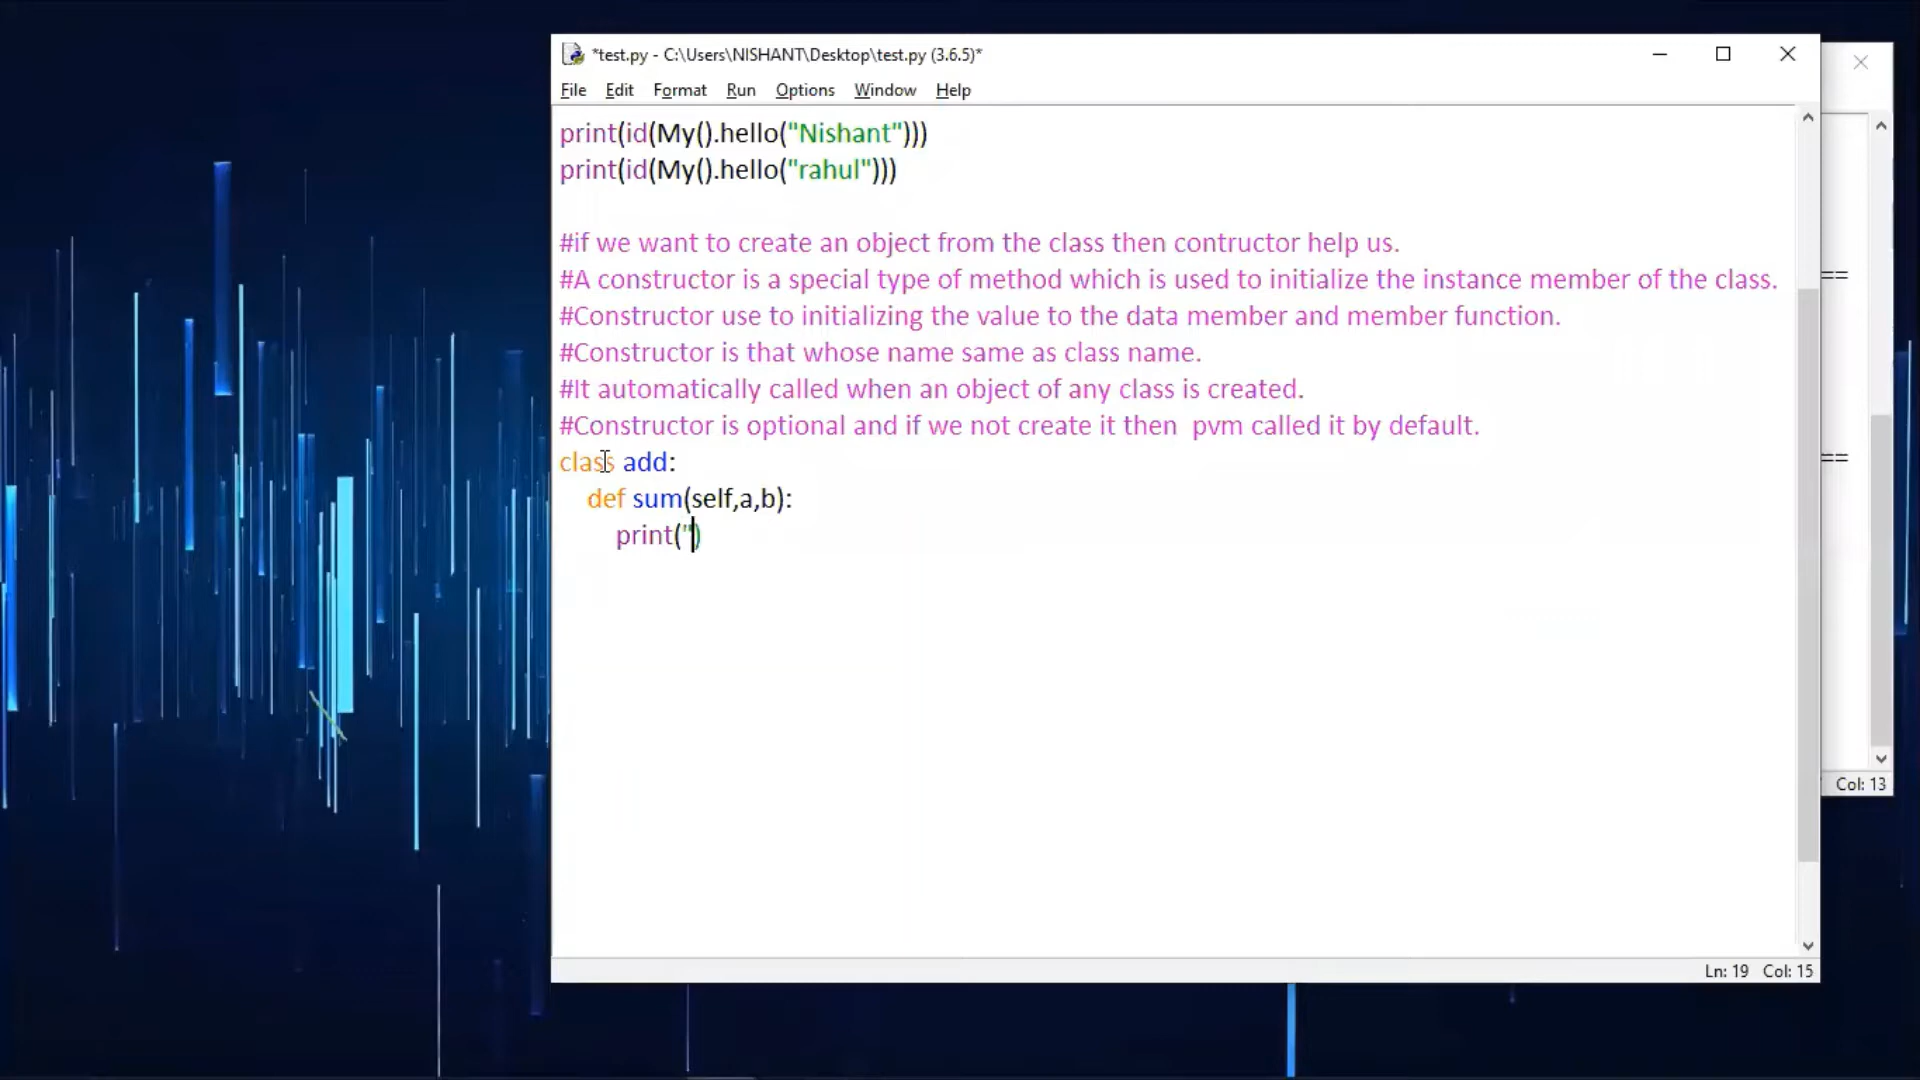 *test.py - C:\Users\NISHANT\Desktop\test.py (3.6.5)*
File Edit Format Run Options Window Help
print(id(My().hello("Nishant")))
print(id(My().hello("rahul")))
#if we want to create an object from the class then contructor help us.
#A constructor is a special type of method which is used to initialize the instance member of the class.
#Constructor use to initializing the value to the data member and member function.
#Constructor is that whose name same as class name.
#It automatically called when an object of any class is created.
#Constructor is optional and if we not create it then  pvm called it by default.
class add:
def sum(self,a,b):
print(")
==
==
Col: 13
Ln: 19 Col: 15